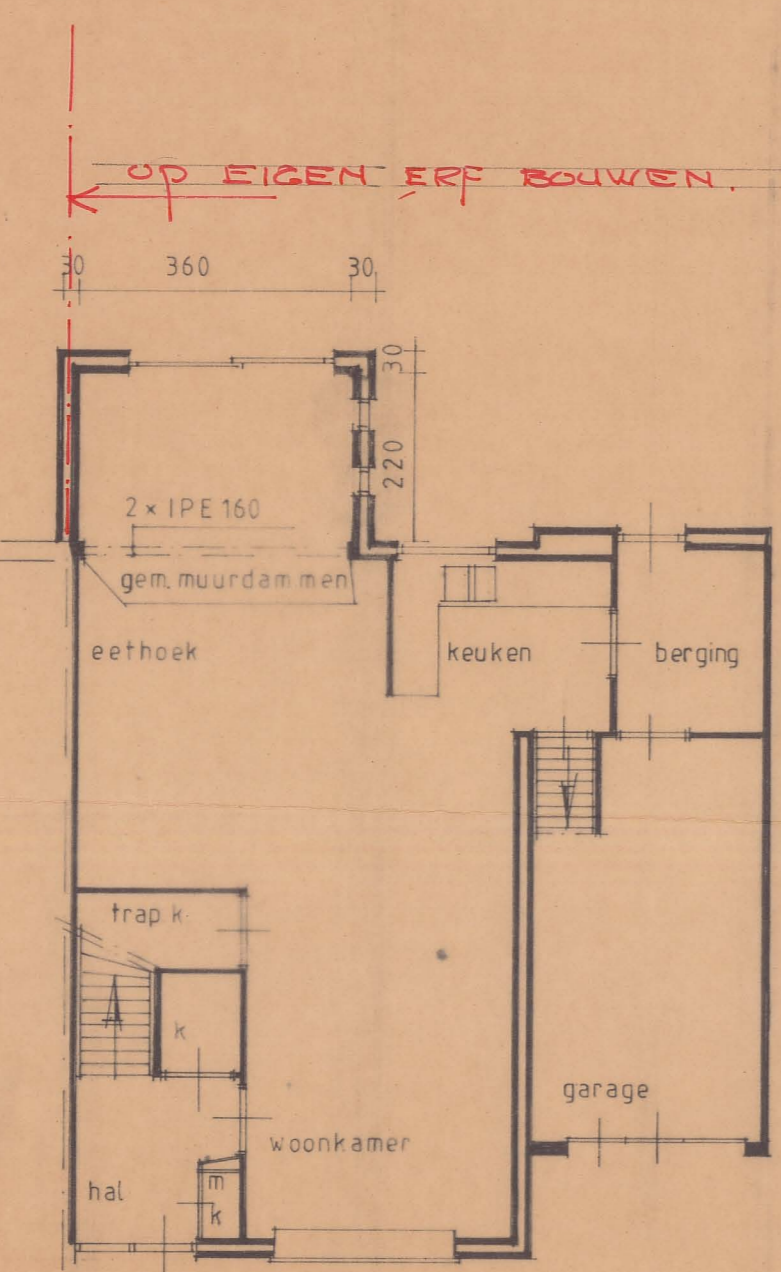 OP EIGEN ERF BOUWEN.
30 360 30
30
220
2 × IPE 160
gem. muurdammen
eethoek
keuken
berging
trap k.
k
garage
woonkamer
hal
m
k